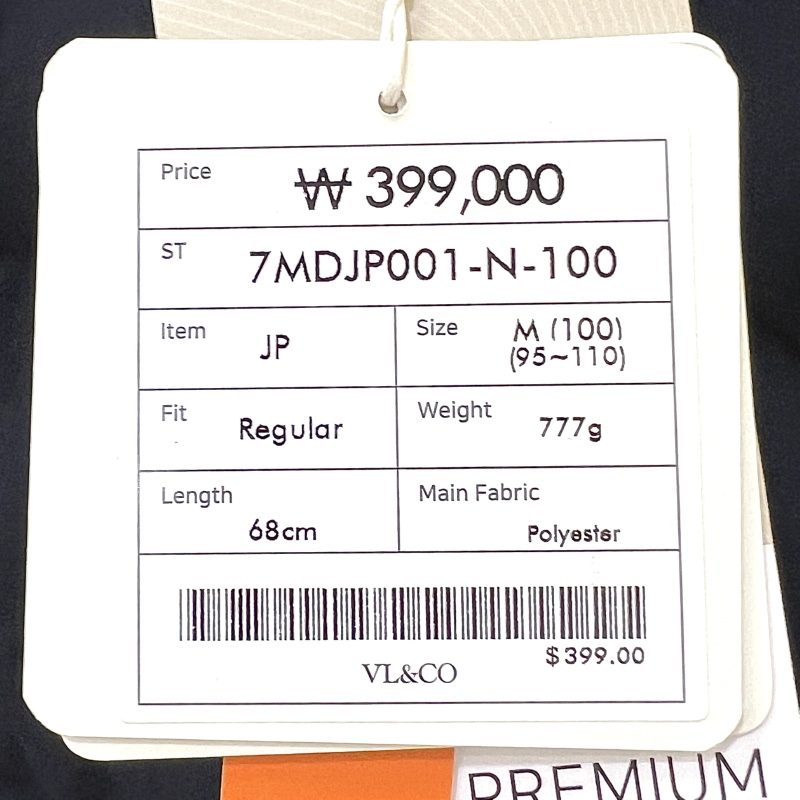 Price ₩ 399,000
ST 7MDJP001-N-100
Item JP
Size M (100)
(95~110)
Fit Regular
Weight 777g
Length
68cm
Main Fabric
Polyester
$399.00
VL&CO
PREMIUM